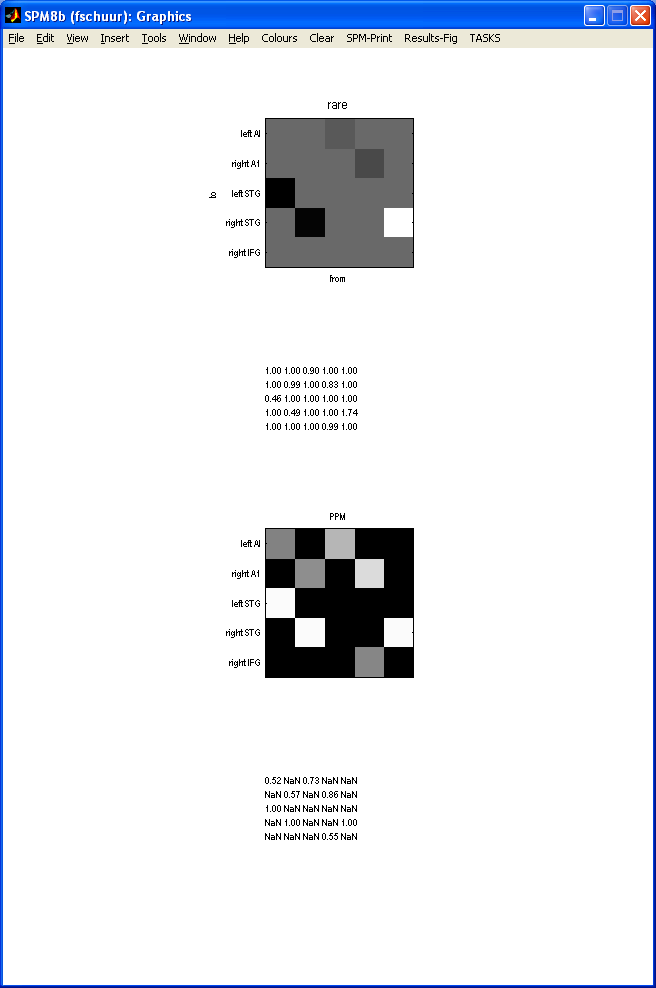 SPM8b (fschuur): Graphics
File Edit View Insert Tools Window Help Colours Clear SPM-Print Results-Fig TASKS
rare
left AI
right A1
to
left STG
right STG
right IFG
from
1.00 1.00 0.90 1.00 1.00
1.00 0.99 1.00 0.83 1.00
0.46 1.00 1.00 1.00 1.00
1.00 0.49 1.00 1.00 1.74
1.00 1.00 1.00 0.99 1.00
PPM
left AI
right A1
left STG
right STG
right IFG
0.52 NaN 0.73 NaN NaN
NaN 0.57 NaN 0.86 NaN
1.00 NaN NaN NaN NaN
NaN 1.00 NaN NaN 1.00
NaN NaN NaN 0.55 NaN